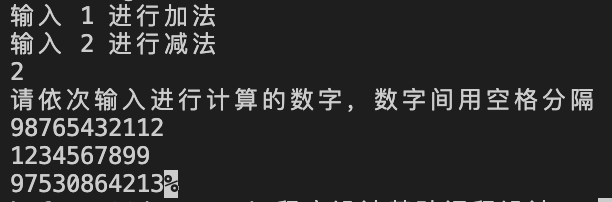 输入 1 进行加法
输入 2 进行减法
2
请依次输入进行计算的数字，数字间用空格分隔
98765432112
1234567899
97530864213%